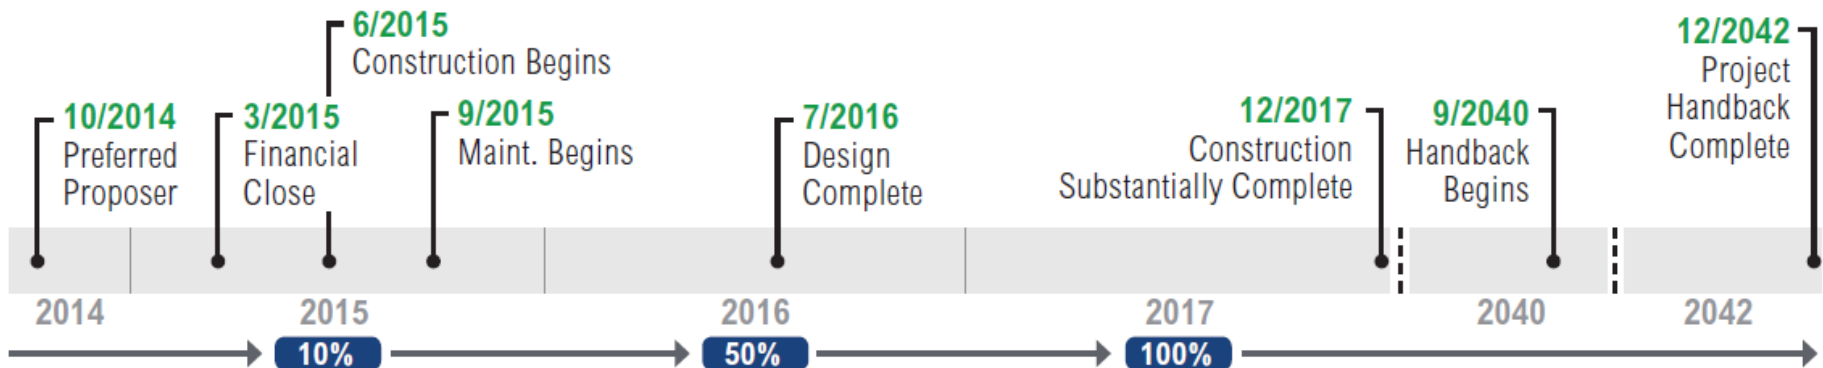 6/2015
Construction Begins
12/2042
Project
Handback
Complete
10/2014
Preferred
Proposer
3/2015
Financial
Close
9/2015
Maint. Begins
7/2016
Design
Complete
12/2017
Construction
Substantially Complete
9/2040
Handback
Begins
2014
2015
2016
2017
2040
2042
10%
50%
100%